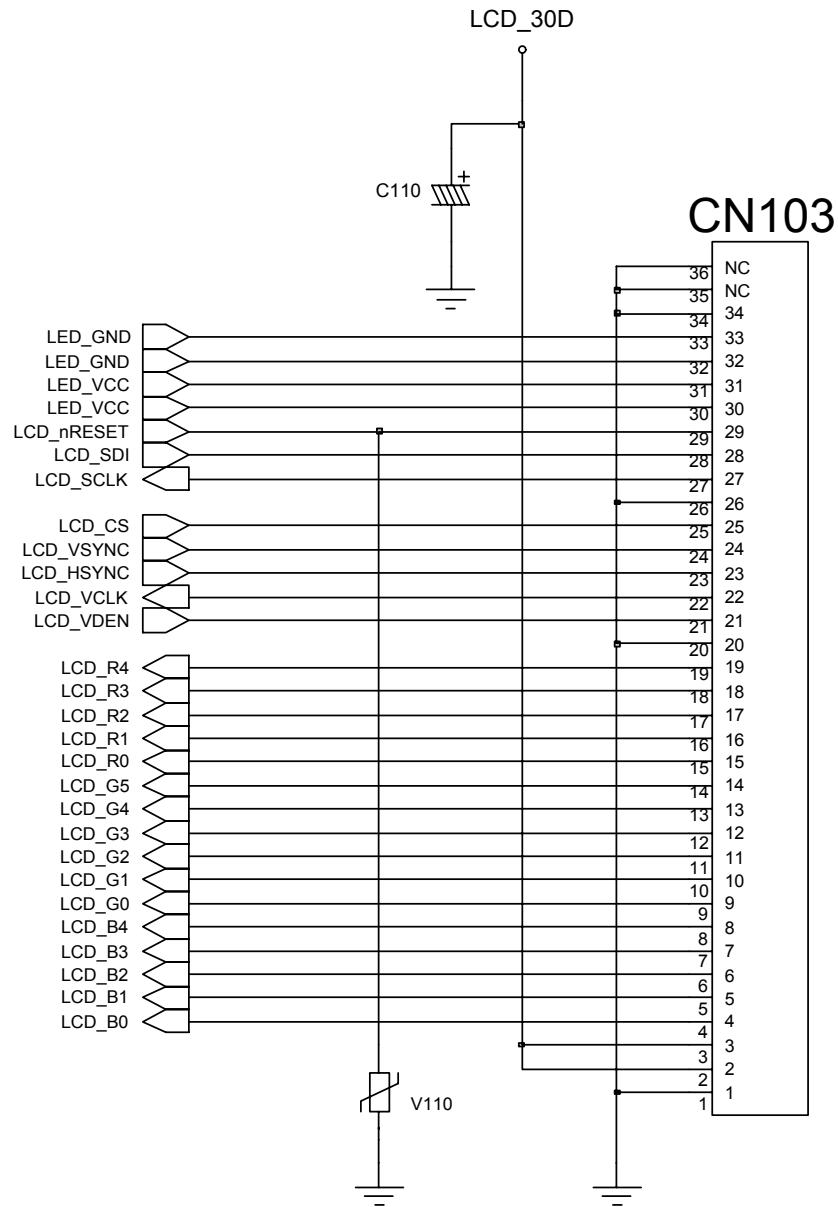 LCD_30D
C110
+
CN103
36 NC
35 NC
34 34
LED_GND 33 33
LED_GND 32 32
LED_VCC 31 31
LED_VCC 30 30
LCD_nRESET 29 29
LCD_SDI 28 28
LCD_SCLK 27 27
26 26
LCD_CS 25 25
LCD_VSYNC 24 24
LCD_HSYNC 23 23
LCD_VCLK 22 22
LCD_VDEN 21 21
20 20
LCD_R4 19 19
LCD_R3 18 18
LCD_R2 17 17
LCD_R1 16 16
LCD_R0 15 15
LCD_G5 14 14
LCD_G4 13 13
LCD_G3 12 12
LCD_G2 11 11
LCD_G1 10 10
LCD_G0 9 9
LCD_B4 8 8
LCD_B3 7 7
LCD_B2 6 6
LCD_B1 5 5
LCD_B0 4 4
3 3
2 2
1 1
V110